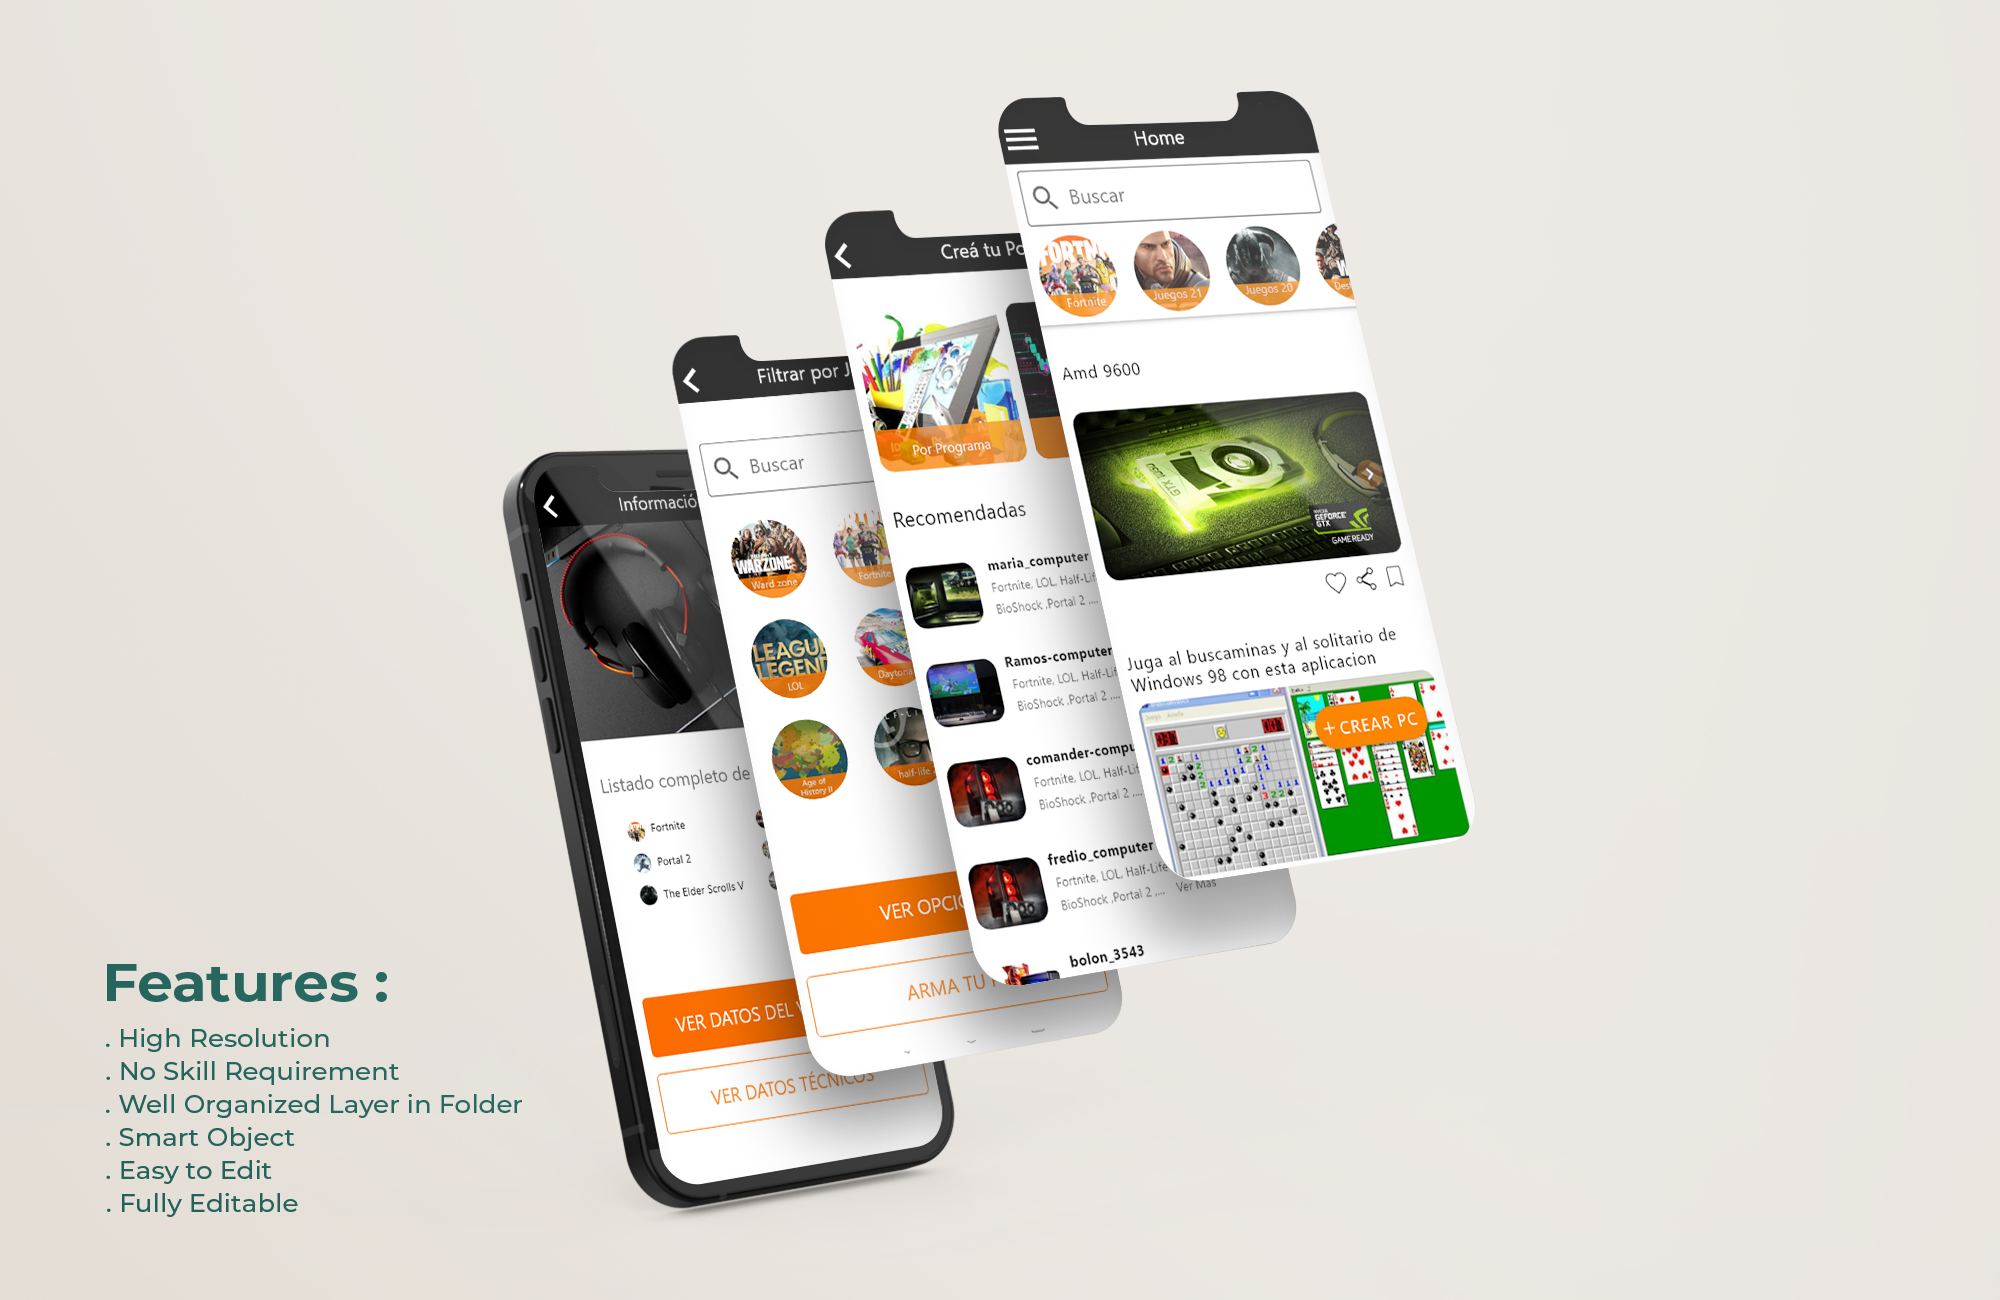 Home
Buscar
FORTNI
Fortnite
Juegos 21
Juegos 20
Des
Amd 9600
GEFORCE
GTX
GAMEREADY
Juga al buscaminas y al solitario de
Windows 98 con esta aplicacion
+ CREAR PC
Creá tu Pc
Por Programa
Recomendadas
maria_computer
Fortnite, LOL, Half-Lif
BioShock ,Portal 2 ,...
Ramos-computer
Fortnite, LOL, Half-Lif
BioShock ,Portal 2 ,...
comander-compu
Fortnite, LOL, Half-Lif
BioShock ,Portal 2 ,...
fredio_computer
Fortnite, LOL, Half-Life
BioShock ,Portal 2 ,... Ver Mas
bolon_3543
Filtrar por J
Buscar
WARZONE
Ward zone
Fortnite
LEAGU
LEGEN
LOL
Daytona
Age of
History II
half-life
VER OPCIO
ARMA TU
Informació
Listado completo de
Fortnite
Portal 2
The Elder Scrolls V
VER DATOS DEL
VER DATOS TÉCNICOS
Features :
. High Resolution
. No Skill Requirement
. Well Organized Layer in Folder
. Smart Object
. Easy to Edit
. Fully Editable